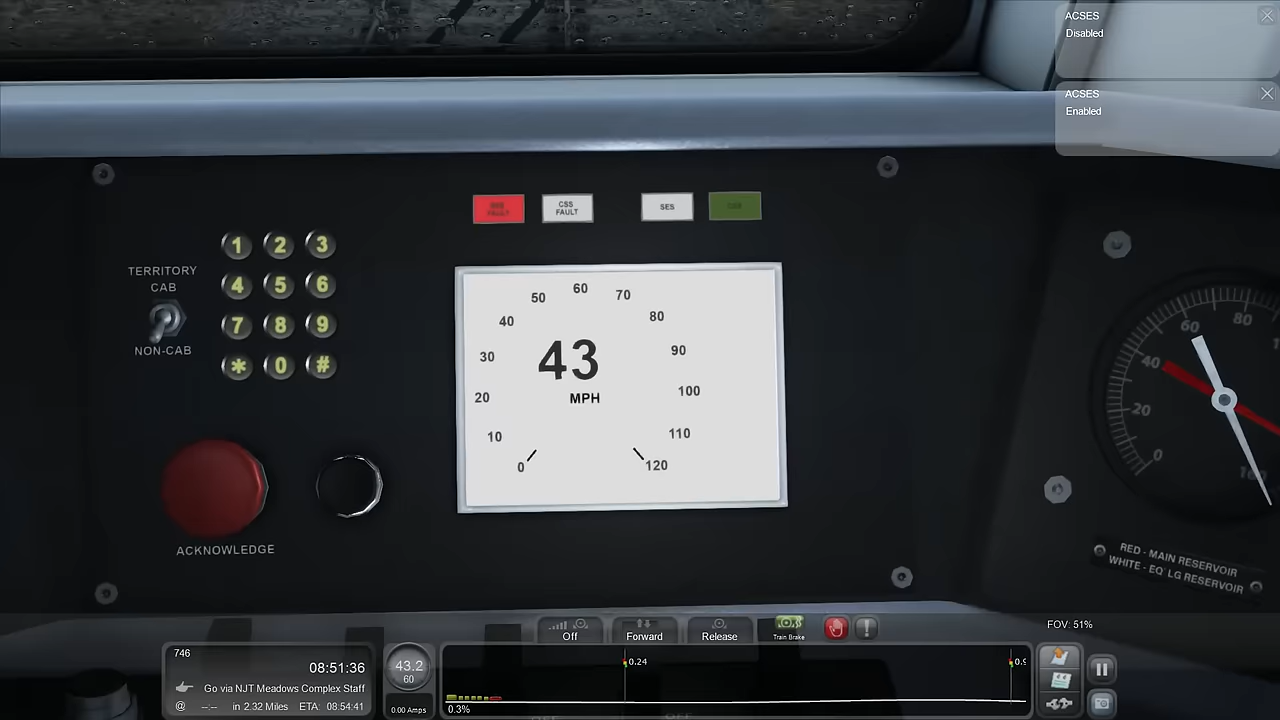 ACSES
Disabled
ACSES
Enabled
CSS
FAULT
SES
TERRITORY
CAB
NON-CAB
1 2 3
4 5 6
7 8 9
* 0 #
ACKNOWLEDGE
0 10 20 30 40 50 60 70 80 90 100 110 120
43
MPH
0 20 40 60 80
RED - MAIN RESERVOIR
WHITE - EQ' LG RESERVOIR
FOV: 51%
Off
Forward
Release
Train Brake
746
08:51:36
Go via NJT Meadows Complex Staff
@ --:-- in 2.32 Miles ETA: 08:54:41
43.2
60
0.00 Amps
0.24
0.3%